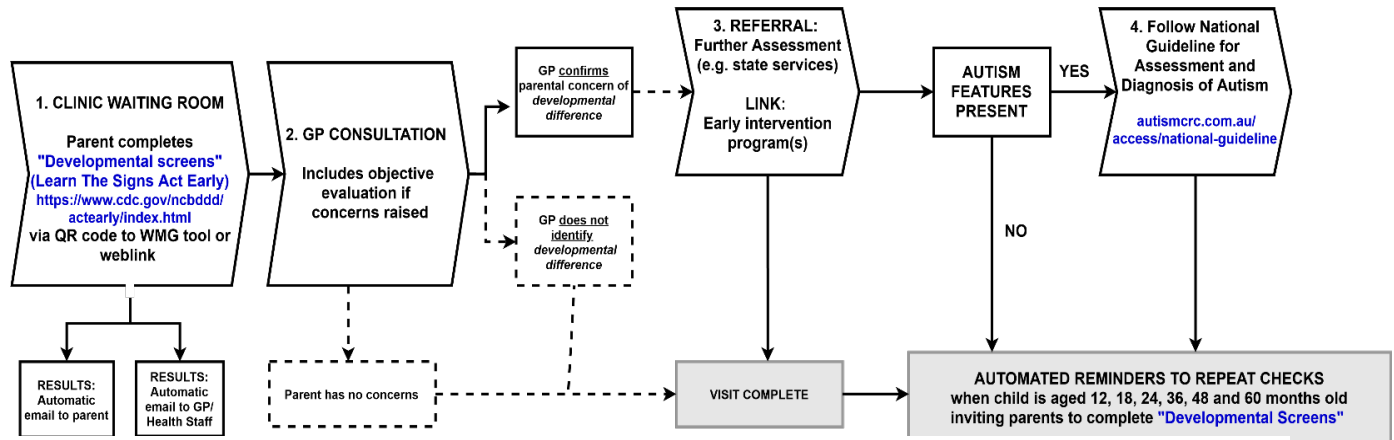 1. CLINIC WAITING ROOM
Parent completes
"Developmental screens"
(Learn The Signs Act Early)
https://www.cdc.gov/ncbddd/
actearly/index.html
via QR code to WMG tool or
weblink
RESULTS:
Automatic
email to parent
RESULTS:
Automatic
email to GP/
Health Staff
2. GP CONSULTATION
Includes objective
evaluation if
concerns raised
GP confirms
parental concern of
developmental
difference
GP does not
identify
developmental
difference
Parent has no concerns
3. REFERRAL:
Further Assessment
(e.g. state services)
LINK:
Early intervention
program(s)
VISIT COMPLETE
AUTISM
FEATURES
PRESENT
YES
NO
4. Follow National
Guideline for
Assessment and
Diagnosis of Autism
autismcrc.com.au/
access/national-guideline
AUTOMATED REMINDERS TO REPEAT CHECKS
when child is aged 12, 18, 24, 36, 48 and 60 months old
inviting parents to complete "Developmental Screens"